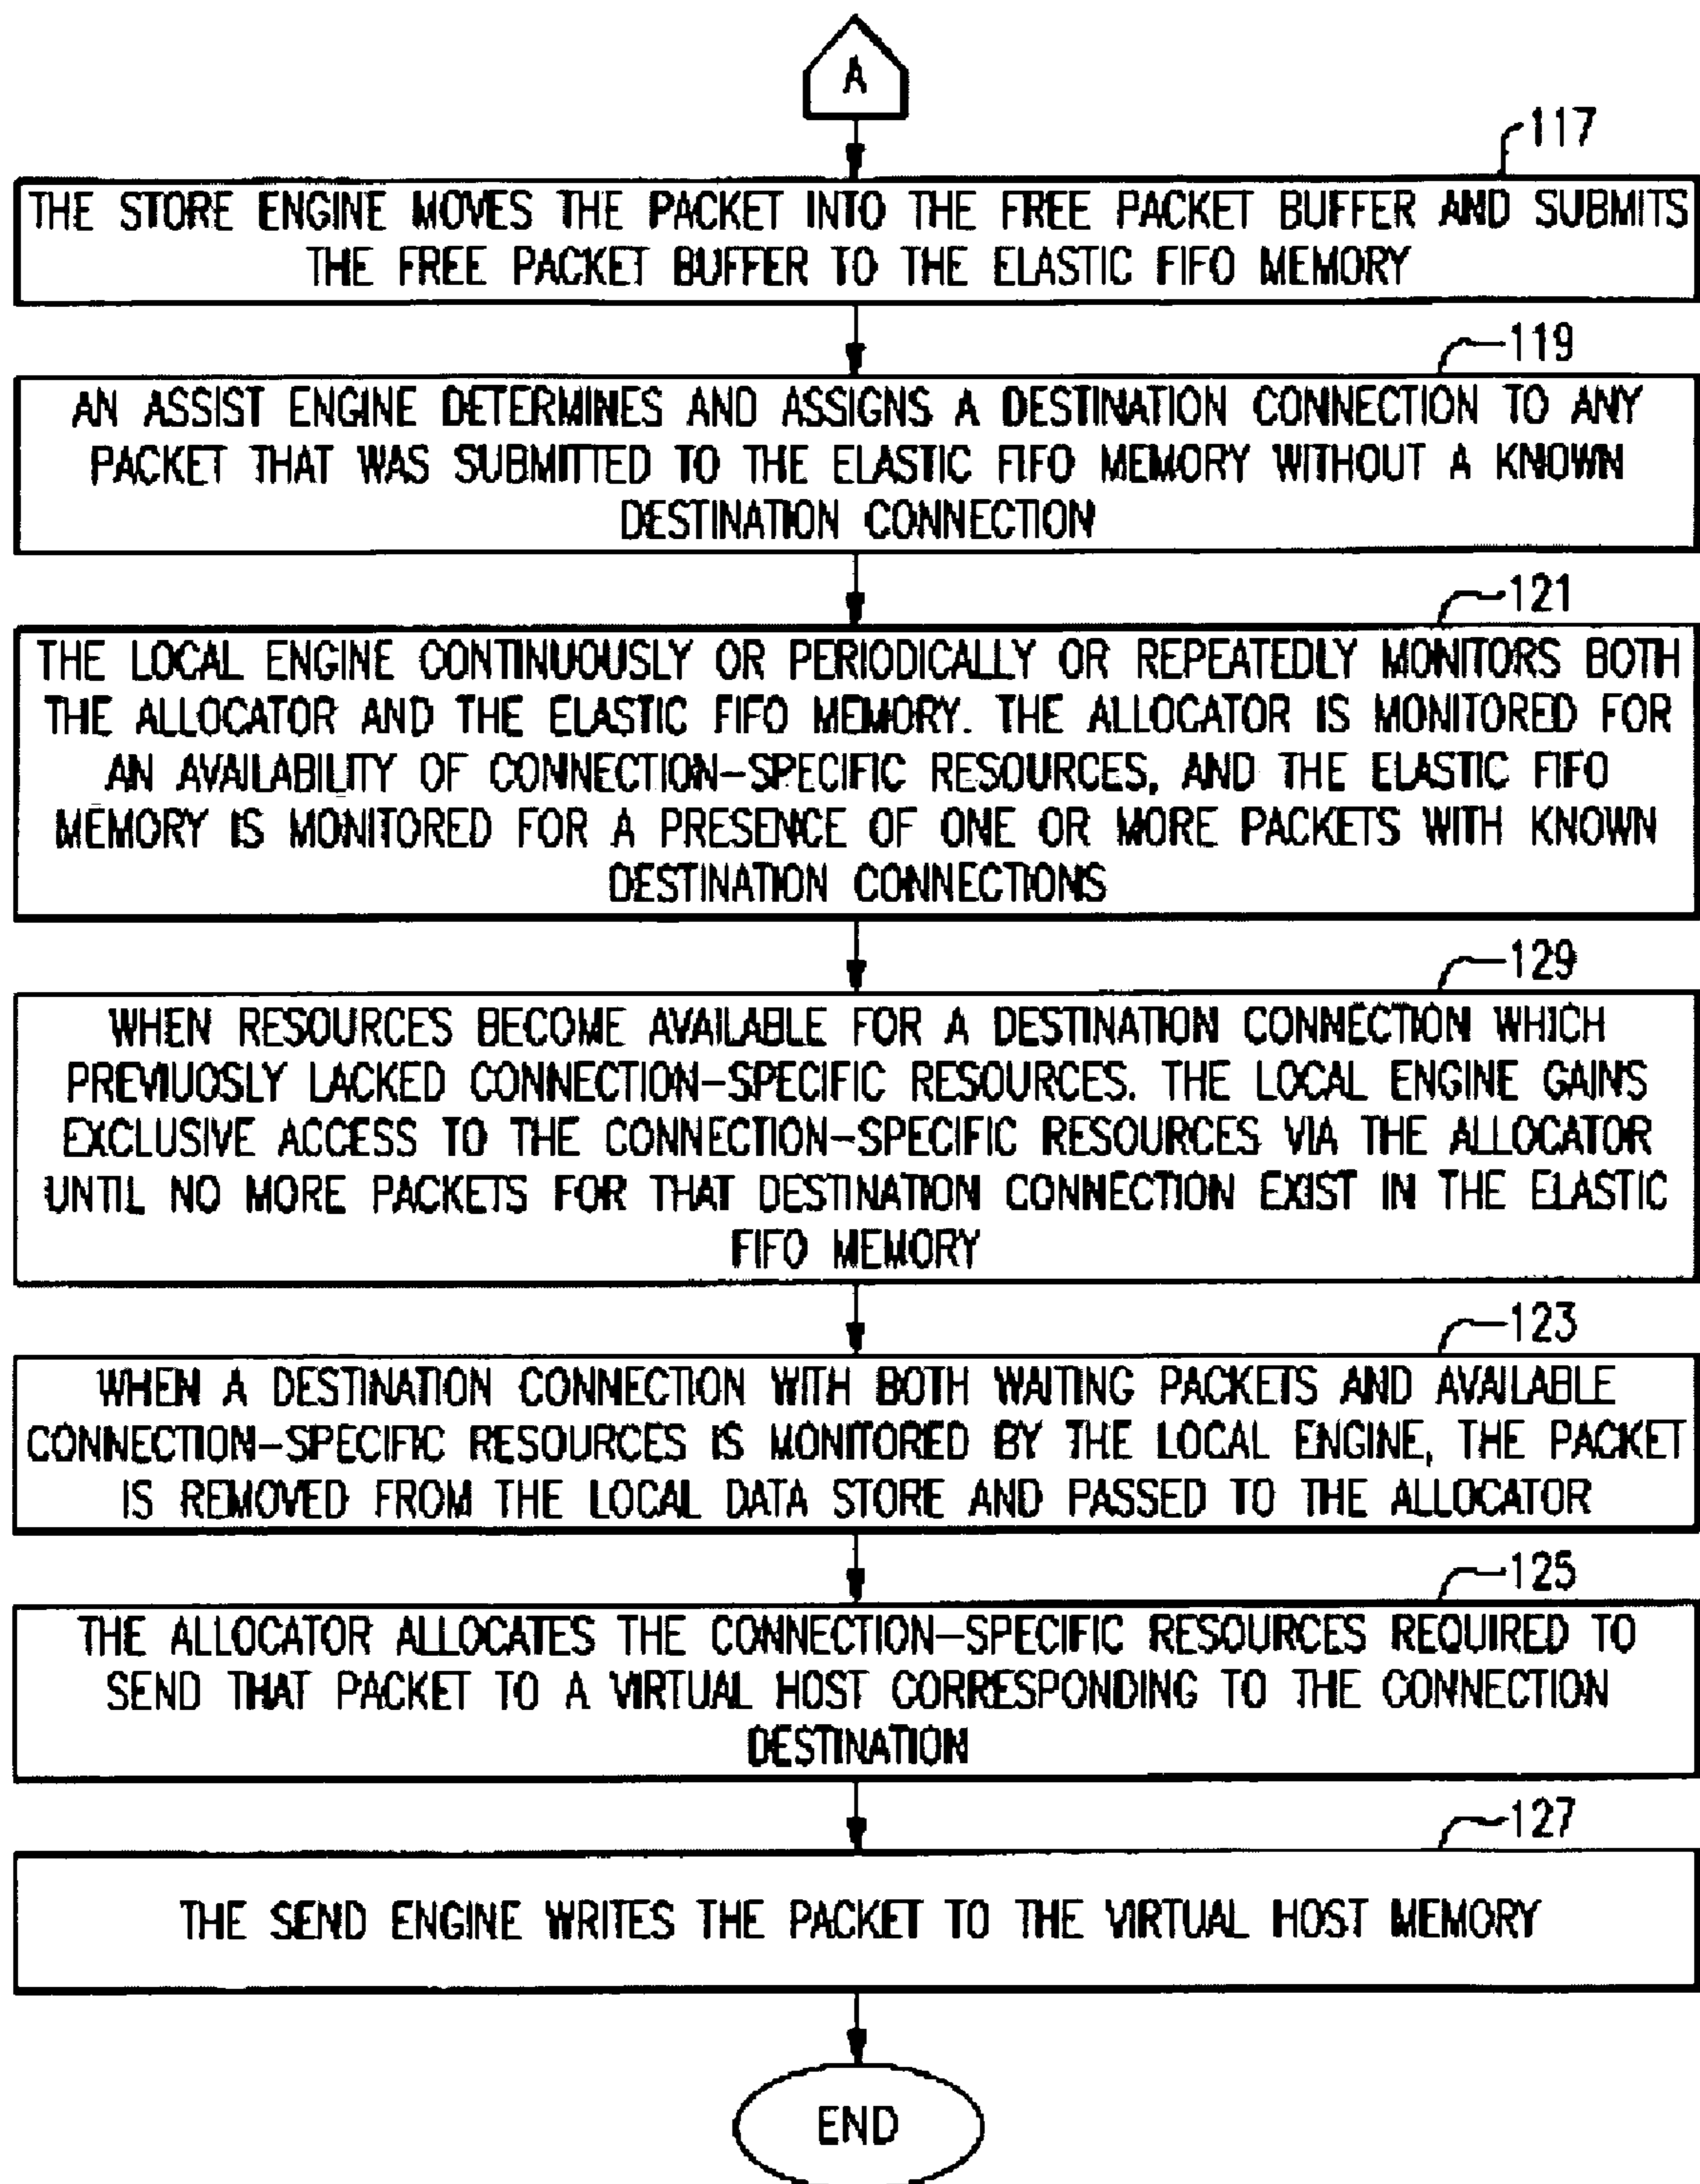 A
117
THE STORE ENGINE MOVES THE PACKET INTO THE FREE PACKET BUFFER AND SUBMITS
THE FREE PACKET BUFFER TO THE ELASTIC FIFO MEMORY
119
AN ASSIST ENGINE DETERMINES AND ASSIGNS A DESTINATION CONNECTION TO ANY
PACKET THAT WAS SUBMITTED TO THE ELASTIC FIFO MEMORY WITHOUT A KNOWN
DESTINATION CONNECTION
121
THE LOCAL ENGINE CONTINUOUSLY OR PERIODICALLY OR REPEATEDLY MONITORS BOTH
THE ALLOCATOR AND THE ELASTIC FIFO MEMORY. THE ALLOCATOR IS MONITORED FOR
AN AVAILABILITY OF CONNECTION-SPECIFIC RESOURCES, AND THE ELASTIC FIFO
MEMORY IS MONITORED FOR A PRESENCE OF ONE OR MORE PACKETS WITH KNOWN
DESTINATION CONNECTIONS
129
WHEN RESOURCES BECOME AVAILABLE FOR A DESTINATION CONNECTION WHICH
PREVIUOSLY LACKED CONNECTION-SPECIFIC RESOURCES. THE LOCAL ENGINE GAINS
EXCLUSIVE ACCESS TO THE CONNECTION-SPECIFIC RESOURCES VIA THE ALLOCATOR
UNTIL NO MORE PACKETS FOR THAT DESTINATION CONNECTION EXIST IN THE ELASTIC
FIFO MEMORY
123
WHEN A DESTINATION CONNECTION WITH BOTH WAITING PACKETS AND AVAILABLE
CONNECTION-SPECIFIC RESOURCES IS MONITORED BY THE LOCAL ENGINE, THE PACKET
IS REMOVED FROM THE LOCAL DATA STORE AND PASSED TO THE ALLOCATOR
125
THE ALLOCATOR ALLOCATES THE CONNECTION-SPECIFIC RESOURCES REQUIRED TO
SEND THAT PACKET TO A VIRTUAL HOST CORRESPONDING TO THE CONNECTION
DESTINATION
127
THE SEND ENGINE WRITES THE PACKET TO THE VIRTUAL HOST MEMORY
END